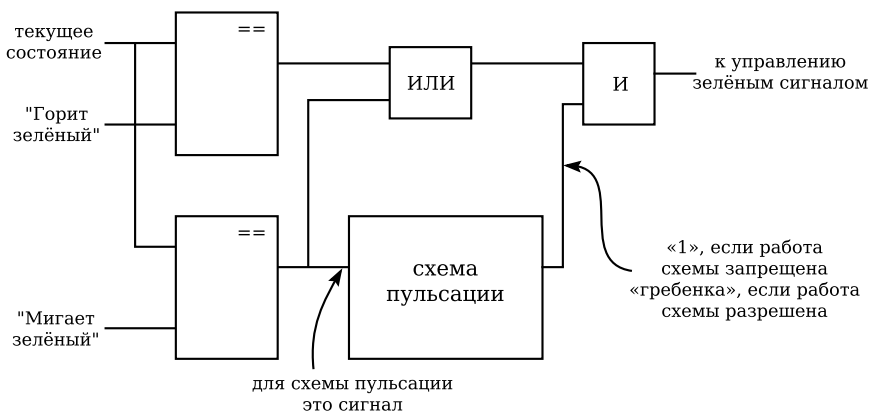 текущее
состояние
==
"Горит
зелёный"
ИЛИ
И
к управлению
зелёным сигналом
==
"Мигает
зелёный"
схема
пульсации
«1», если работа
схемы запрещена
«гребенка», если работа
схемы разрешена
для схемы пульсации
это сигнал